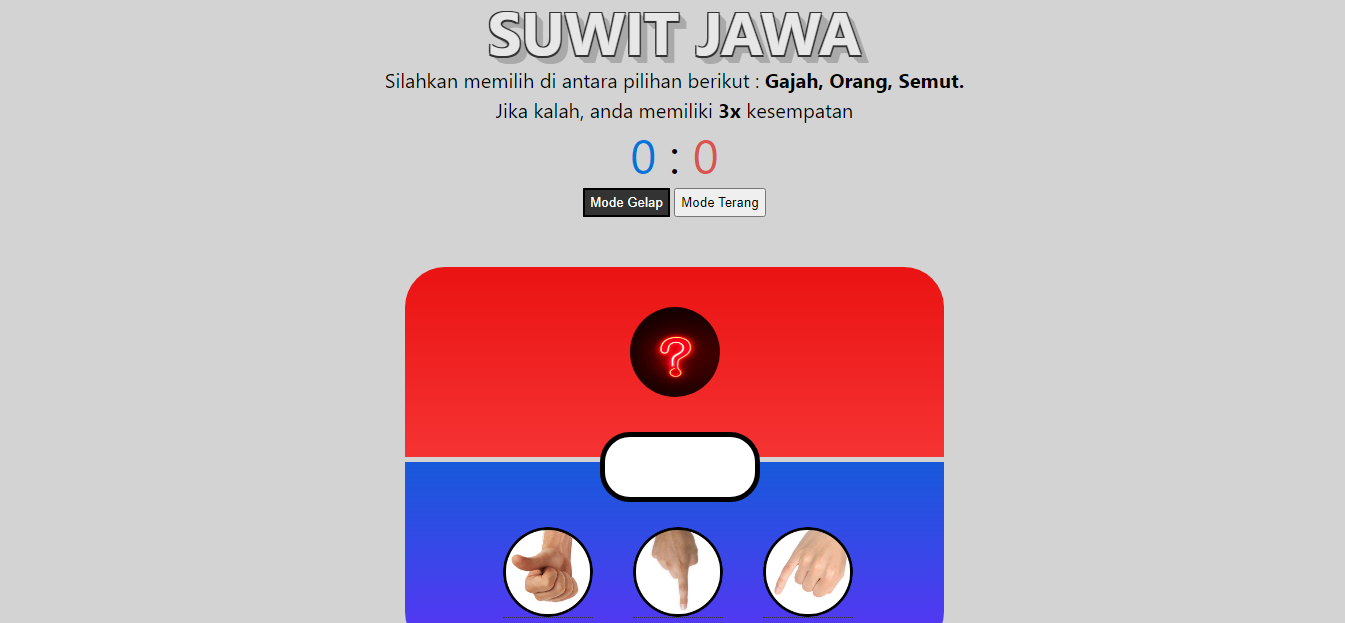 SUWIT JAWA
Silahkan memilih di antara pilihan berikut : Gajah, Orang, Semut.
Jika kalah, anda memiliki 3x kesempatan
0 : 0
Mode Gelap Mode Terang
?